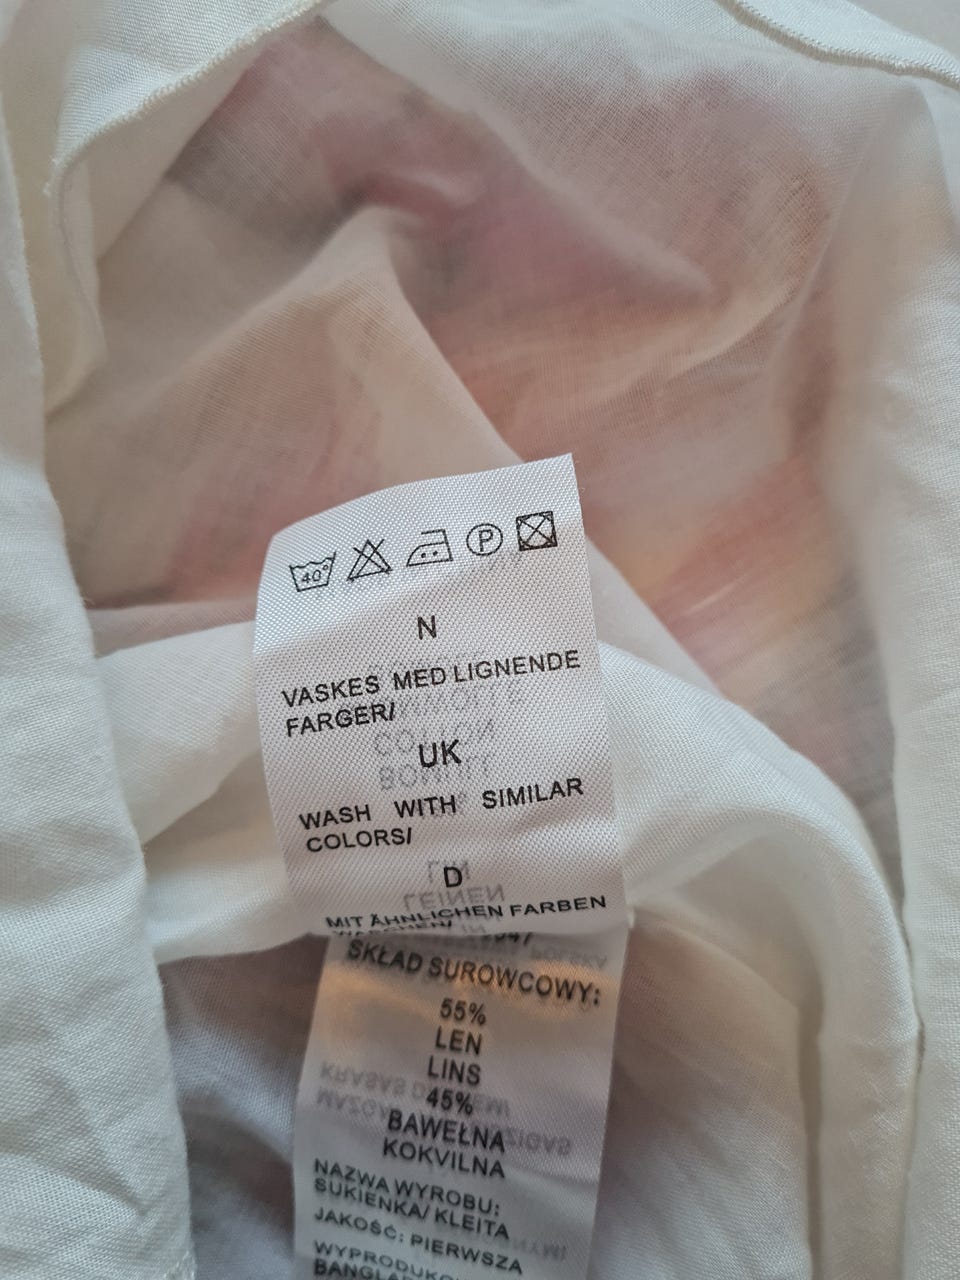 40°
P
N
VASKES MED LIGNENDE
FARGER/
UK
WASH WITH SIMILAR
COLORS/
D
MIT ÄHNLICHEN FARBEN
SKŁAD SUROWCOWY:
55%
LEN
LINS
45%
BAWEŁNA
KOKVILNA
NAZWA WYROBU:
SUKIENKA/ KLEITA
JAKOŚĆ: PIERWSZA